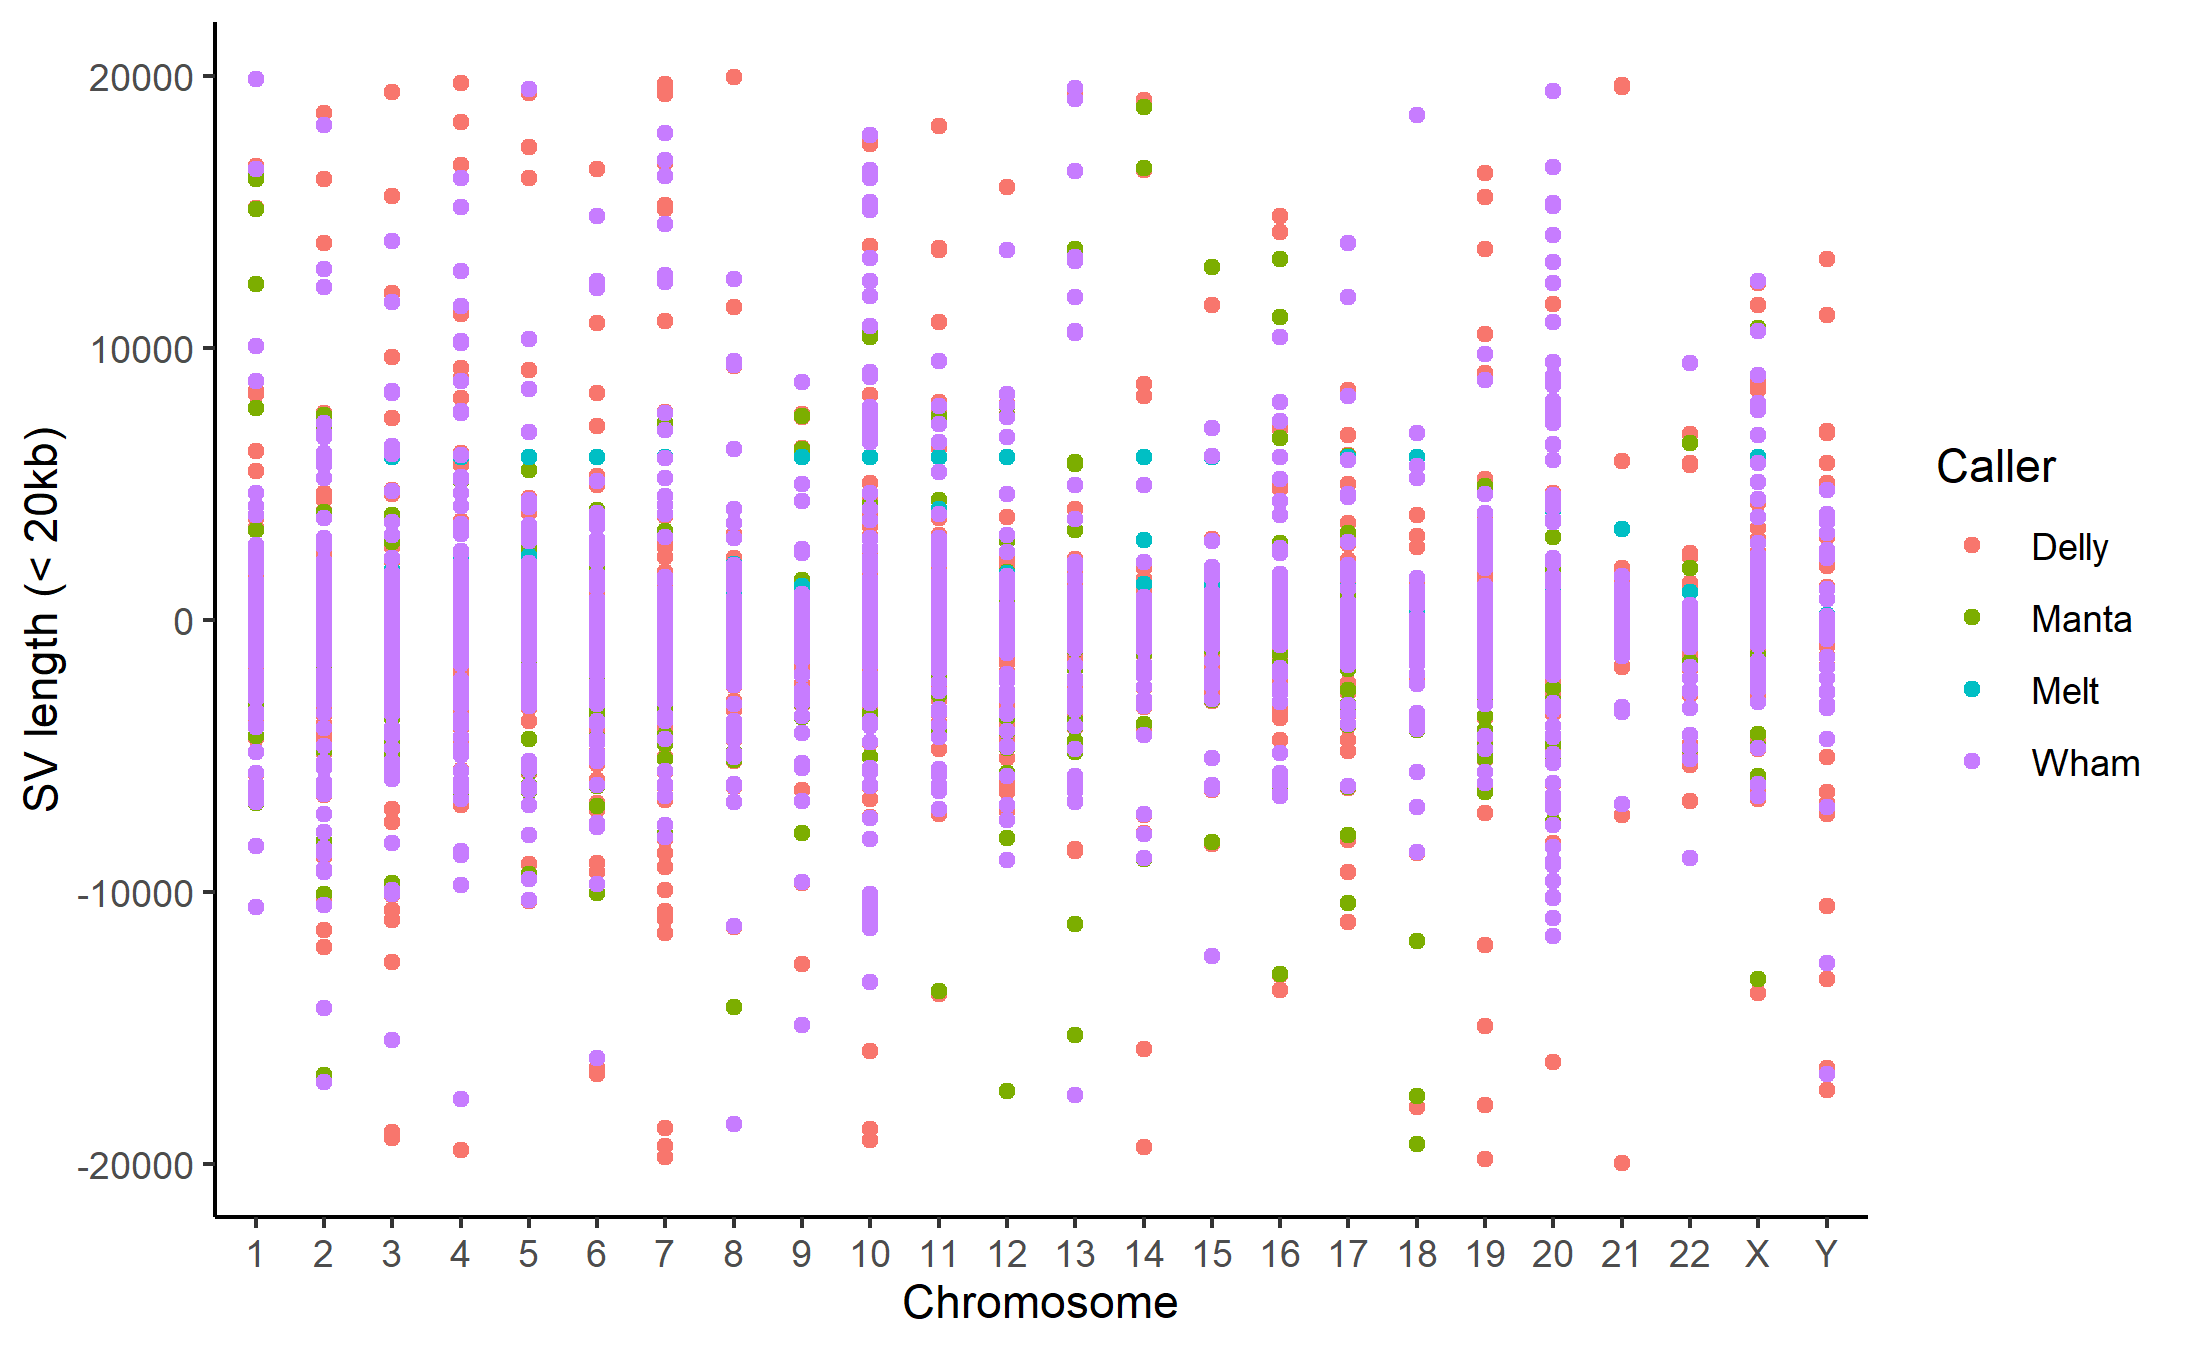 SV length (< 20kb)
20000
10000
0
-10000
-20000
1 2 3 4 5 6 7 8 9 10 11 12 13 14 15 16 17 18 19 20 21 22 X Y
Chromosome
Caller
Delly
Manta
Melt
Wham